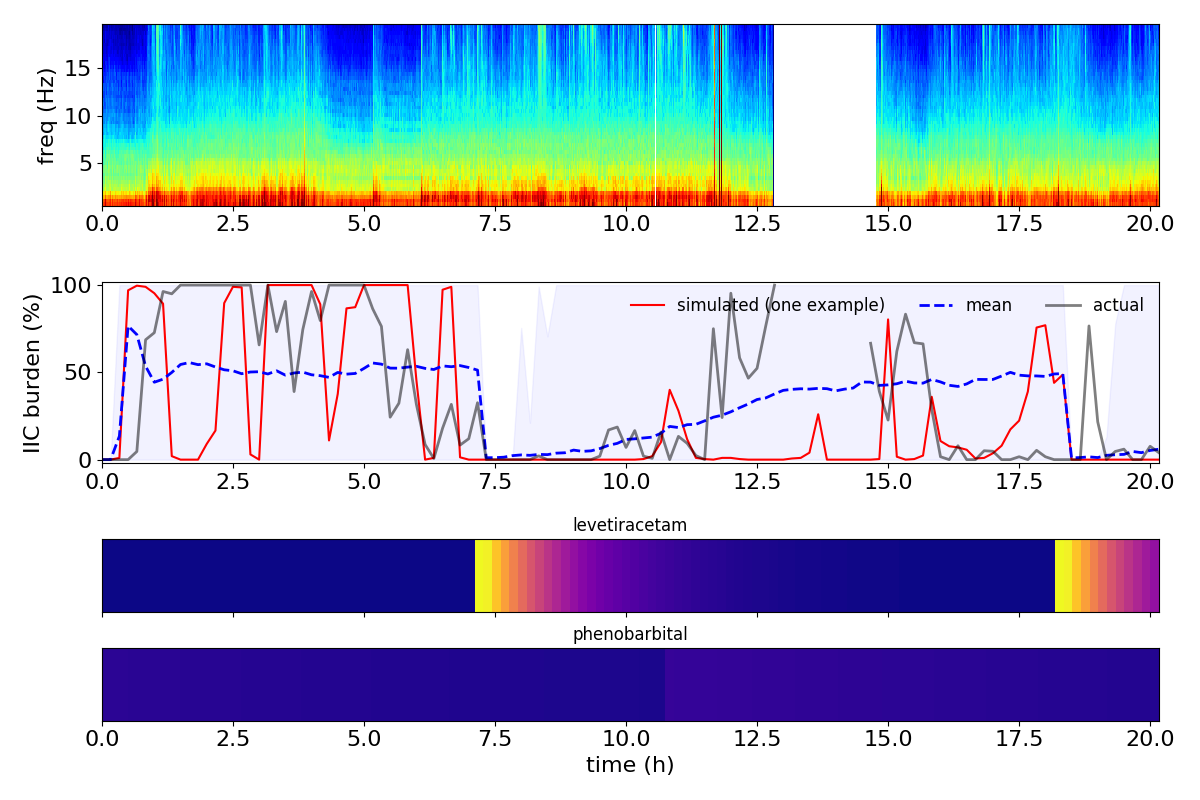 freq (Hz)
15
10
5
0.0 2.5 5.0 7.5 10.0 12.5 15.0 17.5 20.0
IIC burden (%)
100
50
0
simulated (one example) mean actual
0.0 2.5 5.0 7.5 10.0 12.5 15.0 17.5 20.0
levetiracetam
phenobarbital
0.0 2.5 5.0 7.5 10.0 12.5 15.0 17.5 20.0
time (h)